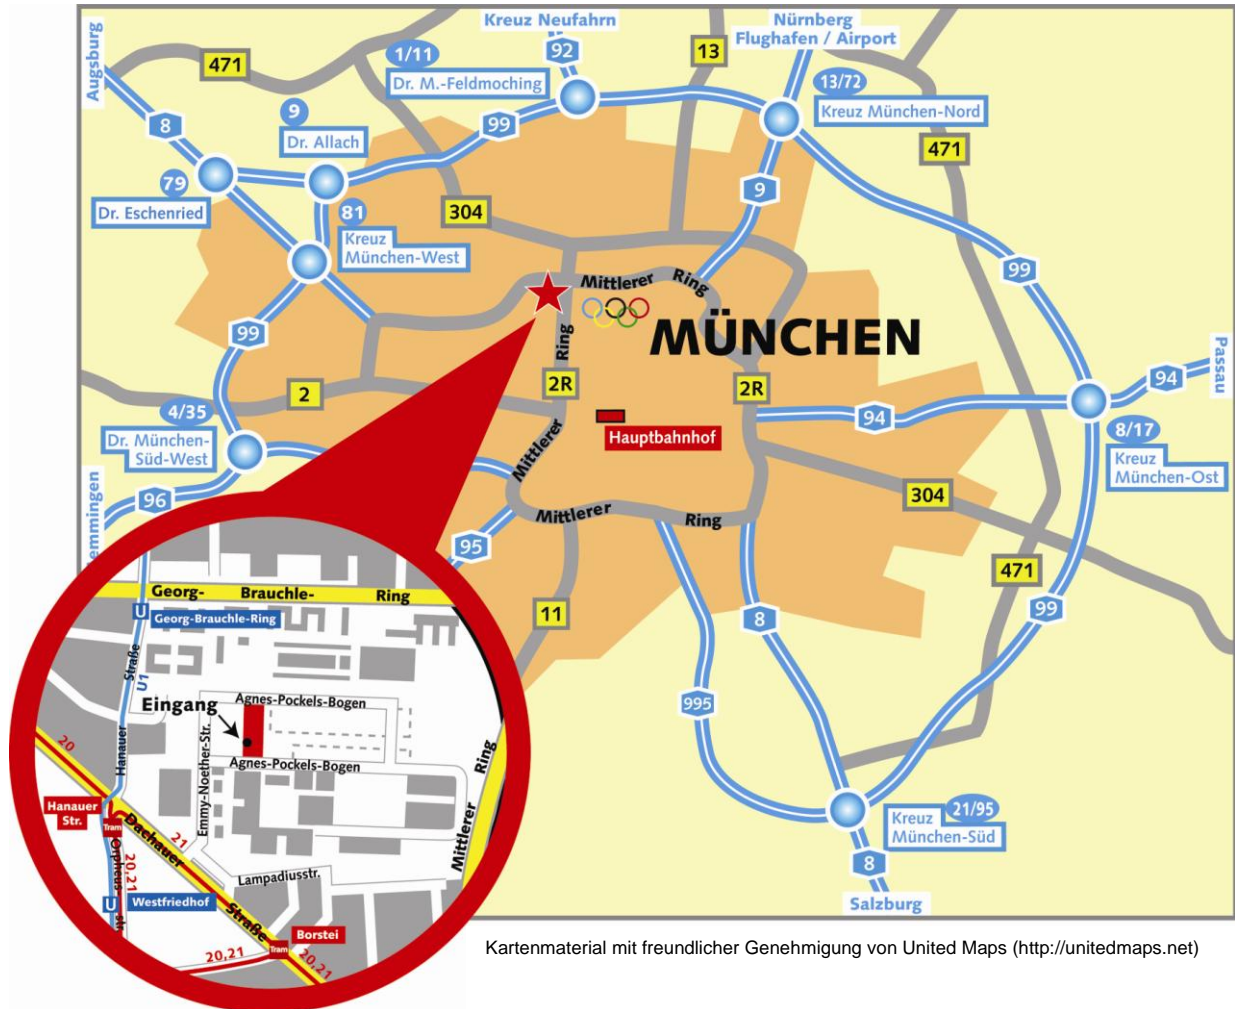 Kreuz Neufahrn
Nürnberg
Flughafen / Airport
Augsburg
471
1/11
Dr. M.-Feldmoching
92
13
13/72
Kreuz München-Nord
8
9
Dr. Allach
99
471
79
Dr. Eschenried
81
Kreuz
München-West
304
9
99
Mittlerer
Ring
99
Ring
MÜNCHEN
Passau
2
2R
2R
94
94
4/35
Dr. München-
Süd-West
Hauptbahnhof
8/17
Kreuz
München-Ost
Mittlerer
96
304
Mittlerer
Ring
emmingen
95
471
11
8
99
995
Kreuz
21/95
München-Süd
8
Salzburg
Georg-
Brauchle-
Ring
U
Georg-Brauchle-Ring
Straße
U1
Eingang
Agnes-Pockels-Bogen
Hanauer
Emmy-Noether-Str.
Agnes-Pockels-Bogen
Ring
20
Hanauer
Str.
Tram
Dachauer
21
Mittlerer
Orpheus-
str.
20,21
Lampadiusstr.
U
Westfriedhof
Straße
Borstei
Tram
20,21
20,21
Kartenmaterial mit freundlicher Genehmigung von United Maps (http://unitedmaps.net)